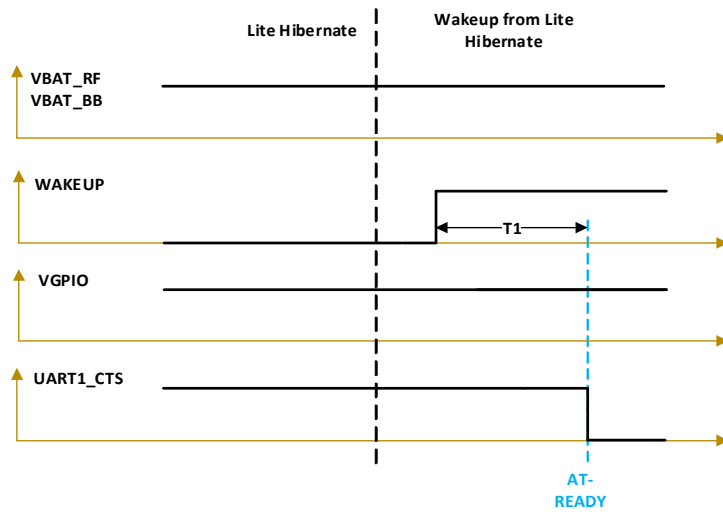 Lite Hibernate
Wakeup from Lite
Hibernate
VBAT_RF
VBAT_BB
WAKEUP
T1
VGPIO
UART1_CTS
AT-
READY